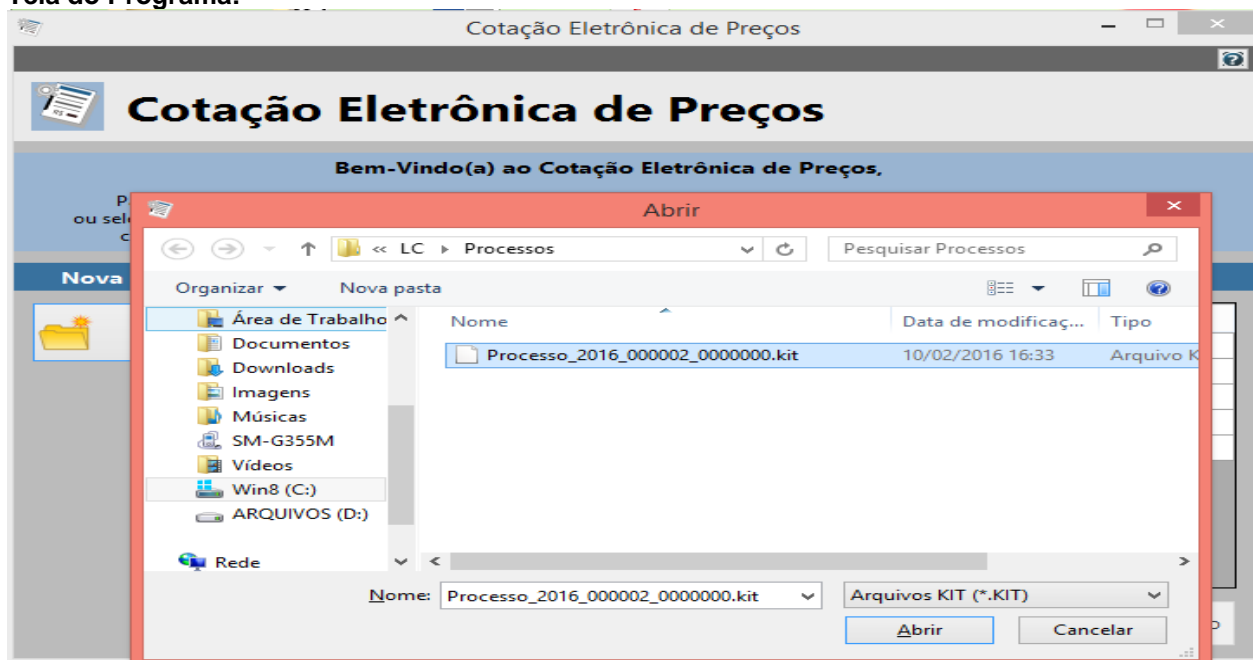 Tela do Programa:
Cotação Eletrônica de Preços
Cotação Eletrônica de Preços
Bem-Vindo(a) ao Cotação Eletrônica de Preços,
P
ou sel
c
Nova
Abrir
« LC ▸ Processos
Pesquisar Processos
Organizar
Nova pasta
Área de Trabalho
Documentos
Downloads
Imagens
Músicas
SM-G355M
Vídeos
Win8 (C:)
ARQUIVOS (D:)
Rede
Nome
Data de modificaç...
Tipo
Processo_2016_000002_0000000.kit
10/02/2016 16:33
Arquivo K
Nome:
Processo_2016_000002_0000000.kit
Arquivos KIT (*.KIT)
Abrir
Cancelar